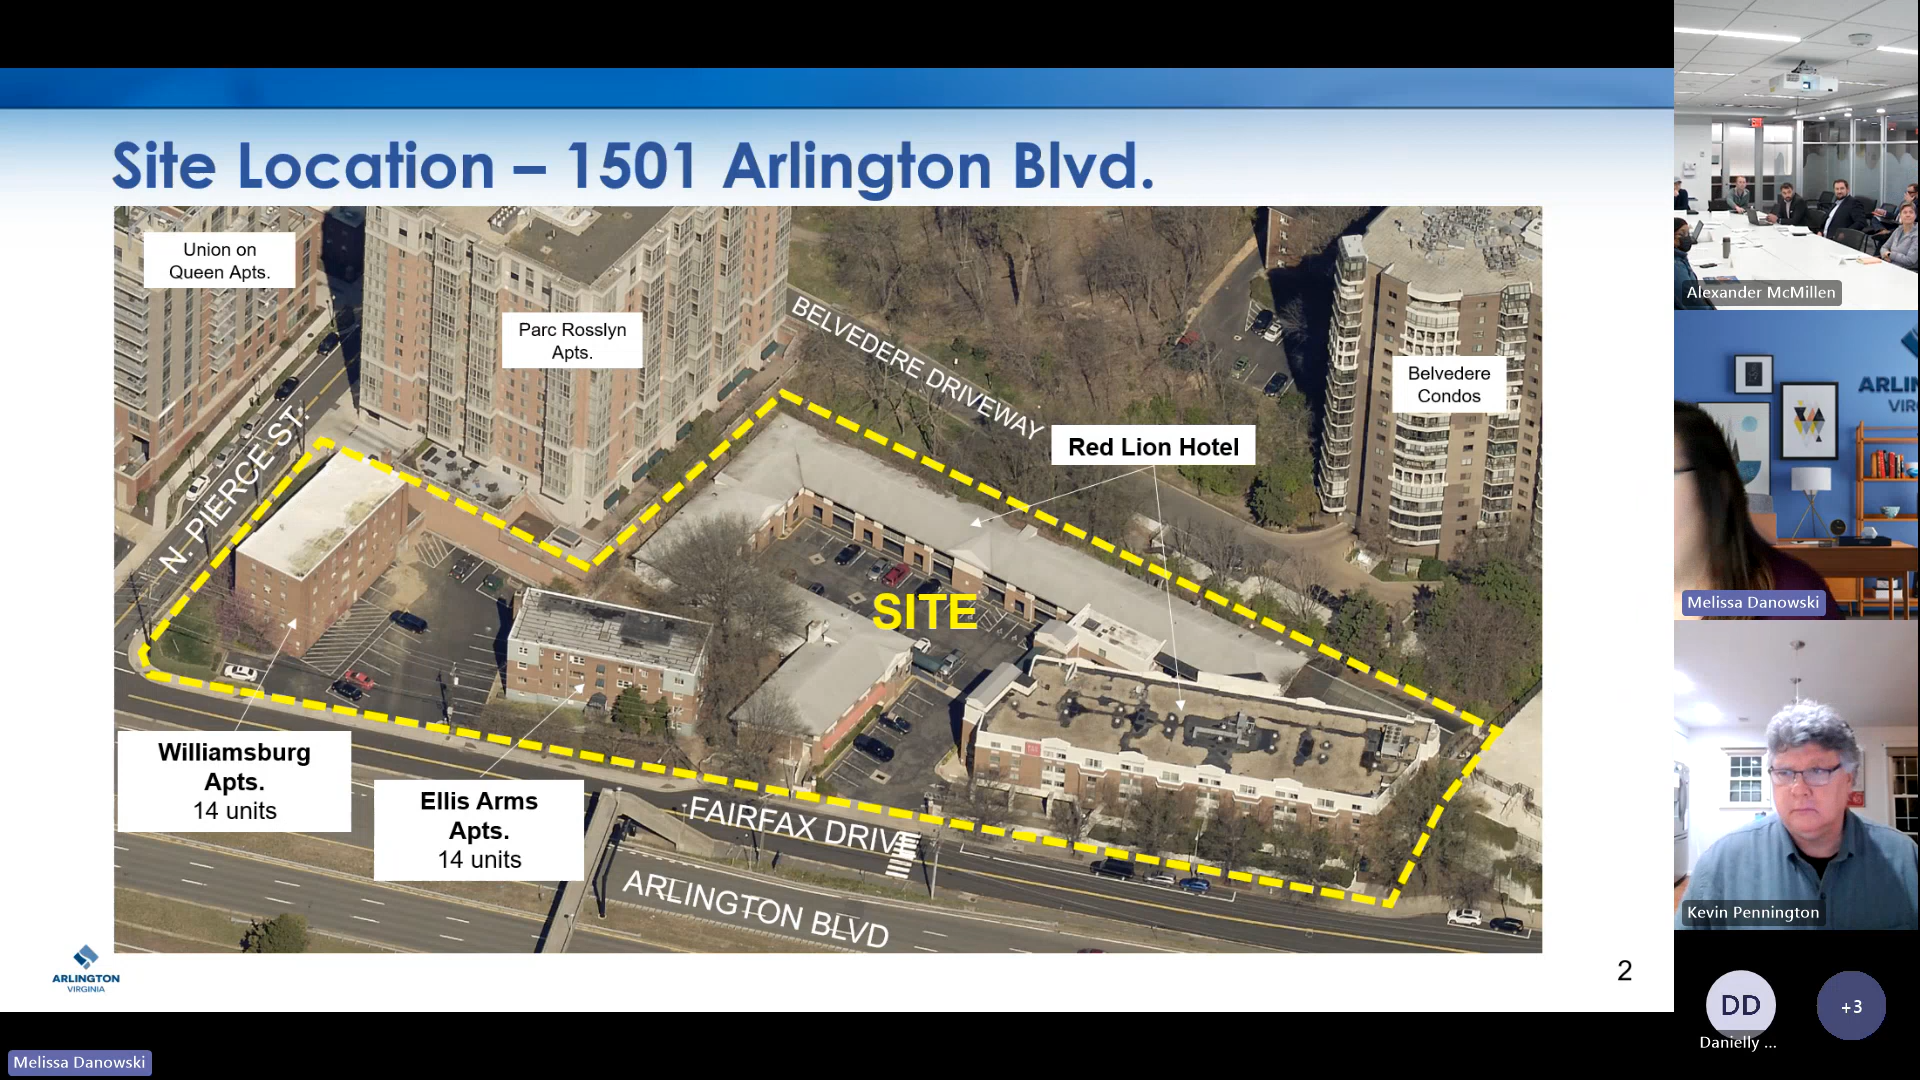 Site Location – 1501 Arlington Blvd.
Union on
Queen Apts.
Parc Rosslyn
Apts.
BELVEDERE DRIVEWAY
Belvedere
Condos
Red Lion Hotel
N. PIERCE ST.
SITE
Williamsburg
Apts.
14 units
Ellis Arms
Apts.
14 units
FAIRFAX DRIVE
ARLINGTON BLVD
ARLINGTON
VIRGINIA
2
Melissa Danowski
Alexander McMillen
Melissa Danowski
Kevin Pennington
DD
Danielly ...
+3